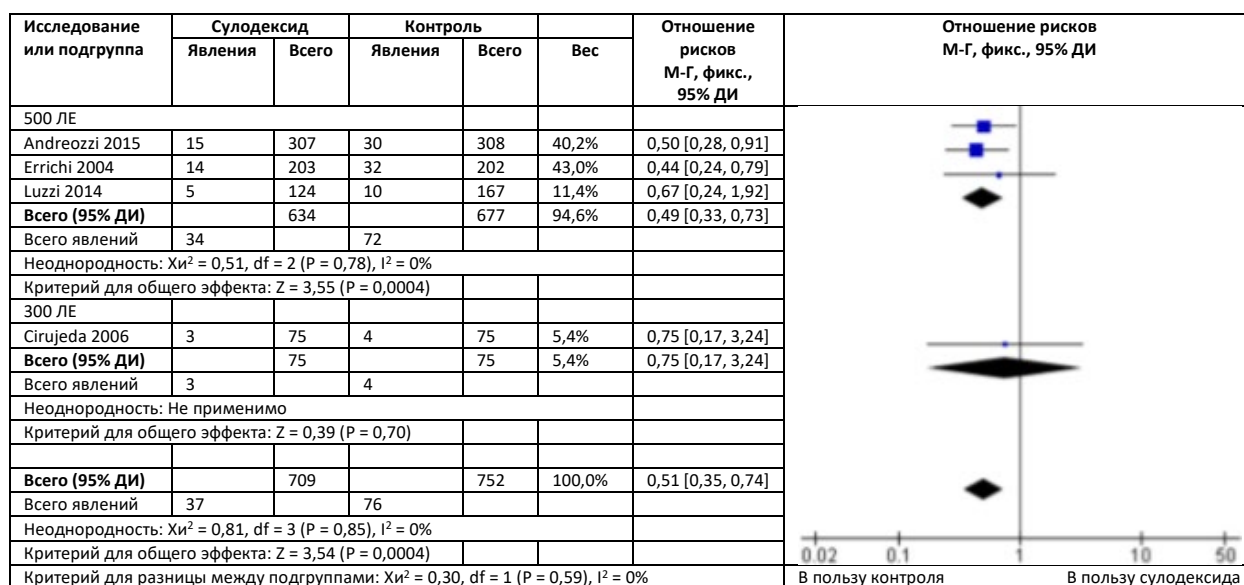 Исследование или подгруппа Сулодексид Контроль Вес Отношение рисков М-Г, фикс., 95% ДИ Отношение рисков М-Г, фикс., 95% ДИ
Явления Всего Явления Всего
500 ЛЕ
Andreozzi 2015 15 307 30 308 40,2% 0,50 [0,28, 0,91]
Errichi 2004 14 203 32 202 43,0% 0,44 [0,24, 0,79]
Luzzi 2014 5 124 10 167 11,4% 0,67 [0,24, 1,92]
Всего (95% ДИ) 634 677 94,6% 0,49 [0,33, 0,73]
Всего явлений 34 72
Неоднородность: Хи² = 0,51, df = 2 (P = 0,78), I² = 0%
Критерий для общего эффекта: Z = 3,55 (P = 0,0004)
300 ЛЕ
Cirujeda 2006 3 75 4 75 5,4% 0,75 [0,17, 3,24]
Всего (95% ДИ) 75 75 5,4% 0,75 [0,17, 3,24]
Всего явлений 3 4
Неоднородность: Не применимо
Критерий для общего эффекта: Z = 0,39 (P = 0,70)
Всего (95% ДИ) 709 752 100,0% 0,51 [0,35, 0,74]
Всего явлений 37 76
Неоднородность: Хи² = 0,81, df = 3 (P = 0,85), I² = 0%
Критерий для общего эффекта: Z = 3,54 (P = 0,0004)
0.02 0.1 1 10 50
Критерий для разницы между подгруппами: Хи² = 0,30, df = 1 (P = 0,59), I² = 0% В пользу контроля В пользу сулодексида